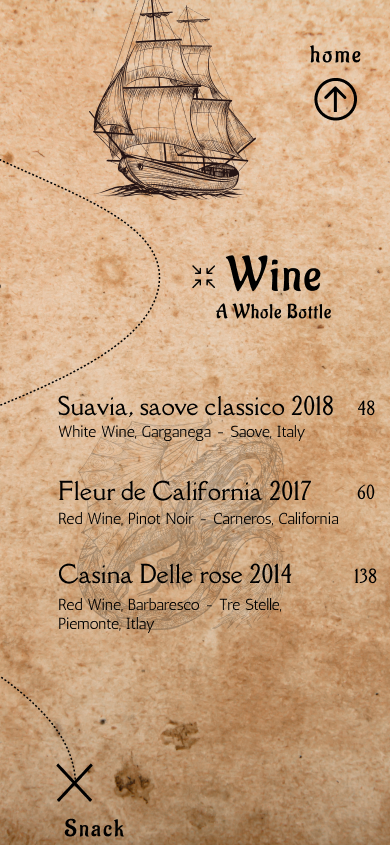 home
Wine
A Whole Bottle
Suavia, saove classico 2018 48
White Wine, Garganega - Saove, Italy
Fleur de California 2017 60
Red Wine, Pinot Noir - Carneros, California
Casina Delle rose 2014 138
Red Wine, Barbaresco - Tre Stelle,
Piemonte, Itlay
Snack